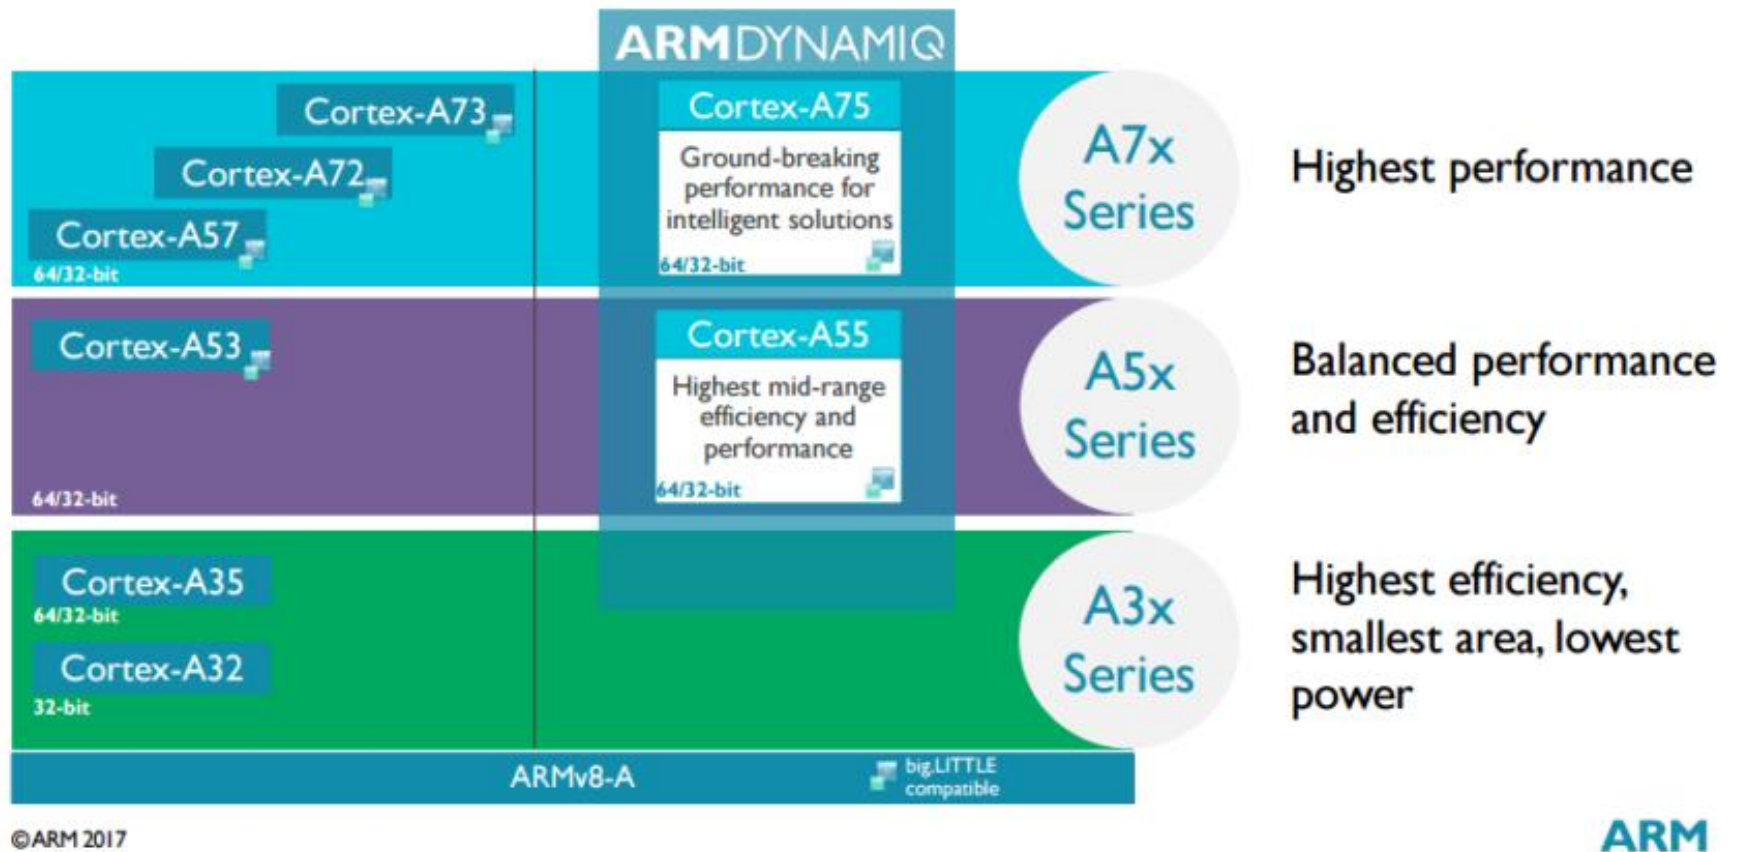 ARMDYNAMIQ
Cortex-A73
Cortex-A72
Cortex-A57
64/32-bit
Cortex-A75
Ground-breaking
performance for
intelligent solutions
64/32-bit
A7x
Series
Highest performance
Cortex-A53
64/32-bit
Cortex-A55
Highest mid-range
efficiency and
performance
64/32-bit
A5x
Series
Balanced performance
and efficiency
Cortex-A35
64/32-bit
Cortex-A32
32-bit
A3x
Series
Highest efficiency,
smallest area, lowest
power
ARMv8-A
big.LITTLE
compatible
©ARM 2017
ARM